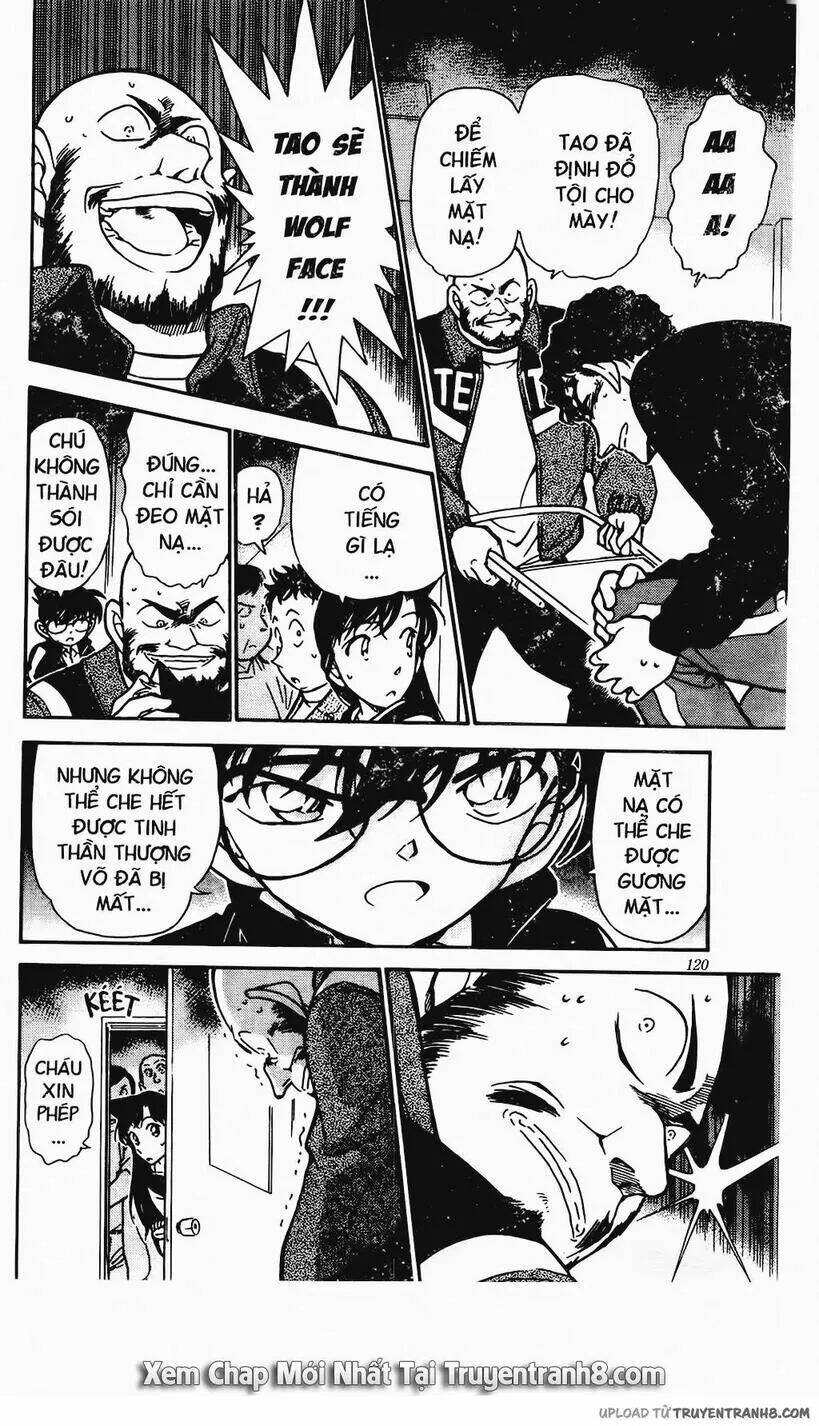 AA
AA
A!
TAO ĐÃ
ĐỊNH ĐỔ
TỘI CHO
MÀY!
ĐỂ
CHIẾM
LẤY
MẶT
NẠ!
TE T
TAO SẼ
THÀNH
WOLF
FACE
!!!
CÓ
TIẾNG
GÌ LẠ
...
HẢ
?
ĐÚNG...
CHỈ CẦN
ĐEO MẶT
NẠ...
CHÚ
KHÔNG
THÀNH
SÓI
ĐƯỢC
ĐÂU!
MẶT
NẠ CÓ
THỂ CHE
ĐƯỢC
GƯƠNG
MẶT...
NHƯNG KHÔNG
THỂ CHE HẾT
ĐƯỢC TINH
THẦN THƯỢNG
VÕ ĐÃ BỊ
MẤT...
120
KÉÉT
CHÁU
XIN
PHÉP
...
Xem Chap Mới Nhất Tại Truyentranh8.com
UPLOAD TỪ TRUYENTRANH8.COM